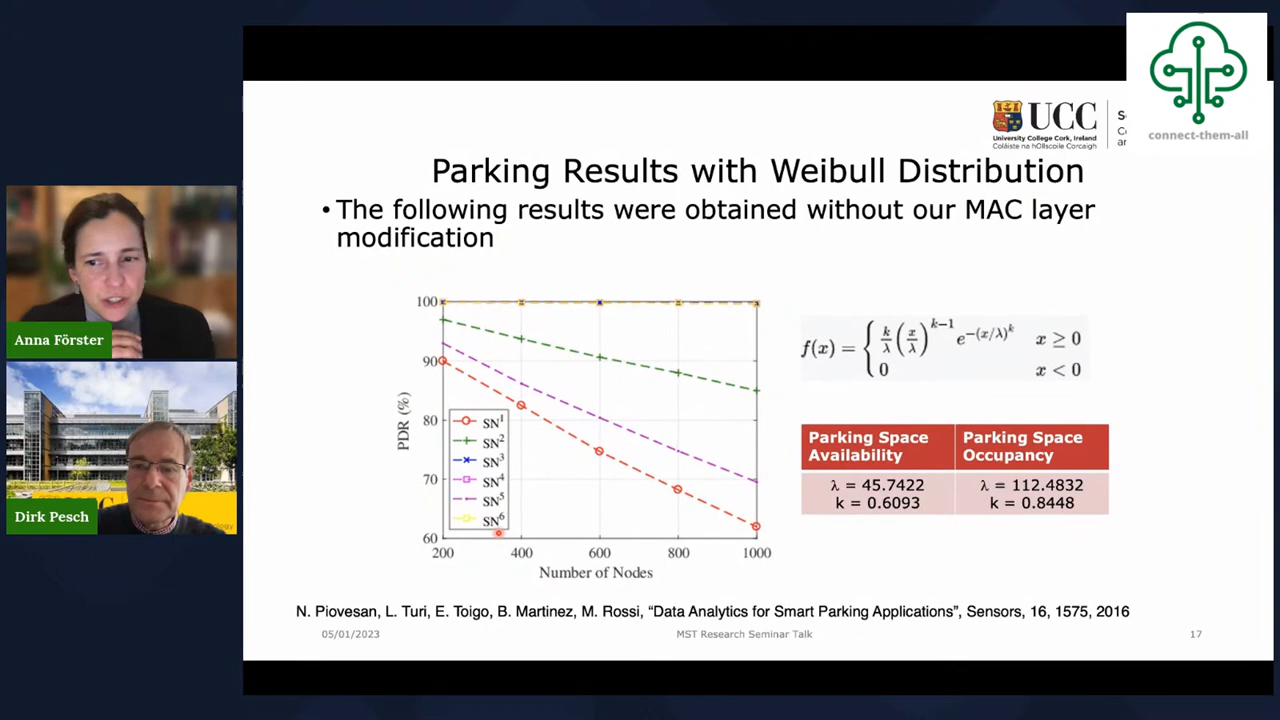 connect-them-all
UCC
University College Cork, Ireland
Coláiste na hOllscoile Corcaigh
Parking Results with Weibull Distribution
• The following results were obtained without our MAC layer
modification
Anna Förster
Dirk Pesch
PDR (%)
100
90
80
70
60
SN1
SN2
SN3
SN4
SN5
SN6
200 400 600 800 1000
Number of Nodes
f(x) = { k/λ (x/λ)^{k−1} e^{−(x/λ)^k} x ≥ 0
0 x < 0
Parking Space Availability
Parking Space Occupancy
λ = 45.7422
k = 0.6093
λ = 112.4832
k = 0.8448
N. Piovesan, L. Turi, E. Toigo, B. Martinez, M. Rossi, “Data Analytics for Smart Parking Applications”, Sensors, 16, 1575, 2016
05/01/2023
MST Research Seminar Talk
17